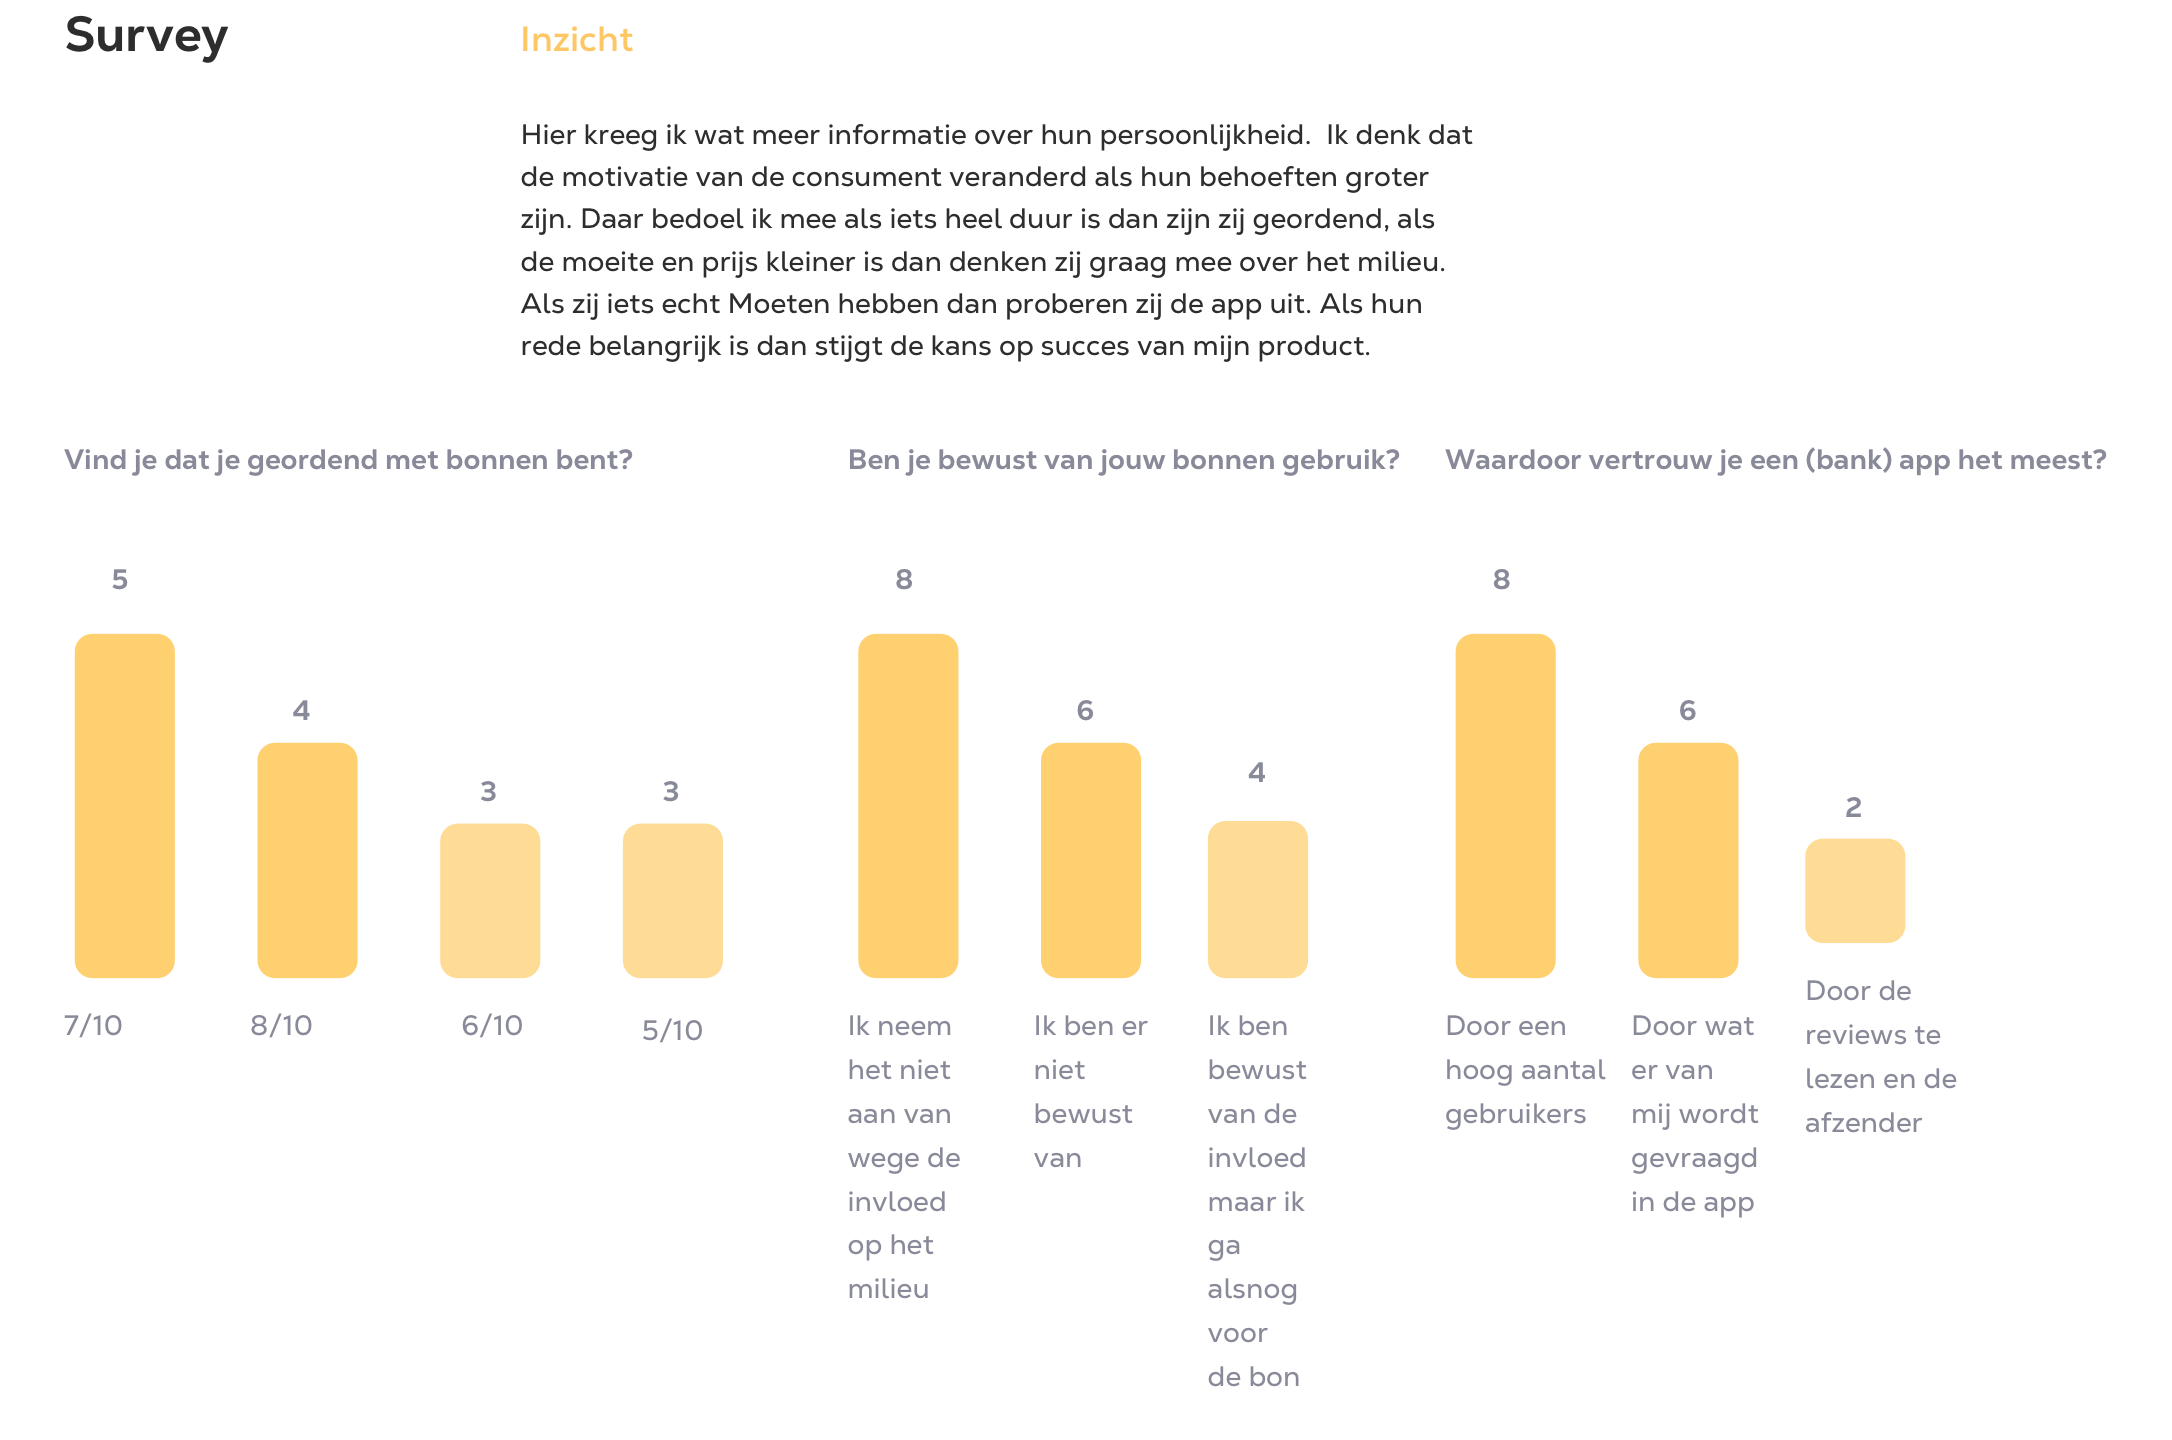 Survey
Inzicht
Hier kreeg ik wat meer informatie over hun persoonlijkheid.  Ik denk dat
de motivatie van de consument veranderd als hun behoeften groter
zijn. Daar bedoel ik mee als iets heel duur is dan zijn zij geordend, als
de moeite en prijs kleiner is dan denken zij graag mee over het milieu.
Als zij iets echt Moeten hebben dan proberen zij de app uit. Als hun
rede belangrijk is dan stijgt de kans op succes van mijn product.
Vind je dat je geordend met bonnen bent?
5
4
3
3
7/10
8/10
6/10
5/10
Ben je bewust van jouw bonnen gebruik?
8
6
4
Ik neem
het niet
aan van
wege de
invloed
op het
milieu
Ik ben er
niet
bewust
van
Ik ben
bewust
van de
invloed
maar ik
ga
alsnog
voor
de bon
Waardoor vertrouw je een (bank) app het meest?
8
6
2
Door een
hoog aantal
gebruikers
Door wat
er van
mij wordt
gevraagd
in de app
Door de
reviews te
lezen en de
afzender